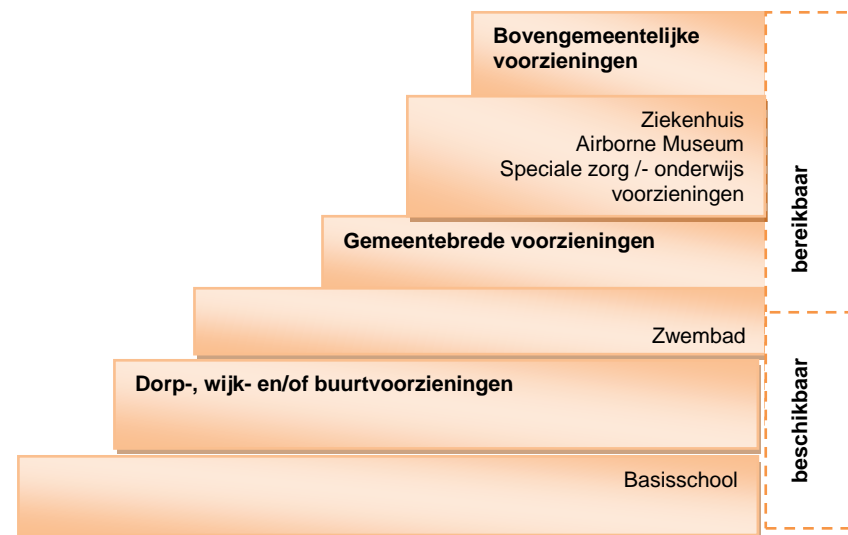 Bovengemeentelijke
voorzieningen
Ziekenhuis
Airborne Museum
Speciale zorg /- onderwijs
voorzieningen
Gemeentebrede voorzieningen
Zwembad
Dorp-, wijk- en/of buurtvoorzieningen
Basisschool
bereikbaar
beschikbaar